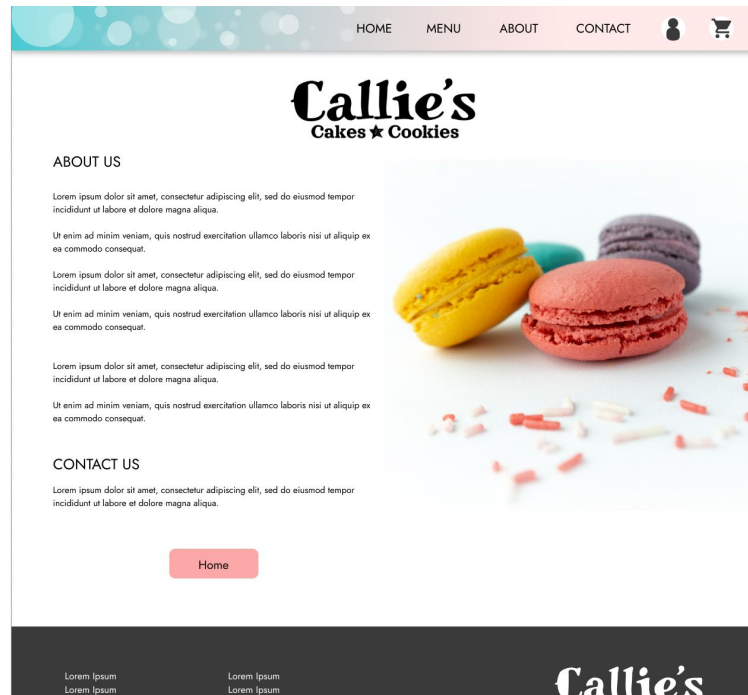 HOME MENU ABOUT CONTACT
Callie's
Cakes ★ Cookies
ABOUT US
Lorem ipsum dolor sit amet, consectetur adipiscing elit, sed do eiusmod tempor
incididunt ut labore et dolore magna aliqua.
Ut enim ad minim veniam, quis nostrud exercitation ullamco laboris nisi ut aliquip ex
ea commodo consequat.
Lorem ipsum dolor sit amet, consectetur adipiscing elit, sed do eiusmod tempor
incididunt ut labore et dolore magna aliqua.
Ut enim ad minim veniam, quis nostrud exercitation ullamco laboris nisi ut aliquip ex
ea commodo consequat.
Lorem ipsum dolor sit amet, consectetur adipiscing elit, sed do eiusmod tempor
incididunt ut labore et dolore magna aliqua.
Ut enim ad minim veniam, quis nostrud exercitation ullamco laboris nisi ut aliquip ex
ea commodo consequat.
CONTACT US
Lorem ipsum dolor sit amet, consectetur adipiscing elit, sed do eiusmod tempor
incididunt ut labore et dolore magna aliqua.
Home
Lorem Ipsum
Lorem Ipsum
Lorem Ipsum
Lorem Ipsum
Callie's